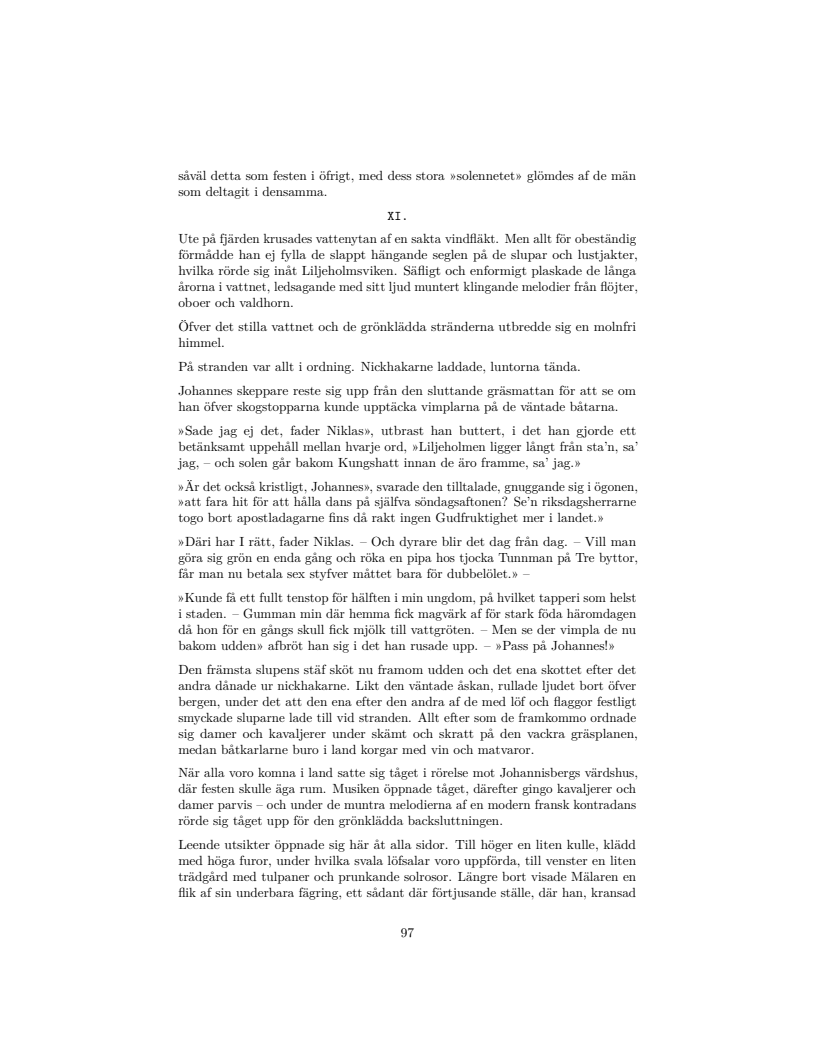 såväl detta som festen i öfrigt, med dess stora »solennetet» glömdes af de män
som deltagit i densamma.
XI.
Ute på fjärden krusades vattenytan af en sakta vindfläkt. Men allt för obeständig
förmådde han ej fylla de slappt hängande seglen på de slupar och lustjakter,
hvilka rörde sig inåt Liljeholmsviken. Säfligt och enformigt plaskade de långa
årorna i vattnet, ledsagande med sitt ljud muntert klingande melodier från flöjter,
oboer och valdhorn.
Öfver det stilla vattnet och de grönklädda stränderna utbredde sig en molnfri
himmel.
På stranden var allt i ordning. Nickhakarne laddade, luntorna tända.
Johannes skeppare reste sig upp från den sluttande gräsmattan för att se om
han öfver skogstopparna kunde upptäcka vimplarna på de väntade båtarna.
»Sade jag ej det, fader Niklas», utbrast han buttert, i det han gjorde ett
betänksamt uppehåll mellan hvarje ord, »Liljeholmen ligger långt från sta'n, sa'
jag, – och solen går bakom Kungshatt innan de äro framme, sa' jag.»
»Är det också kristligt, Johannes», svarade den tilltalade, gnuggande sig i ögonen,
»att fara hit för att hålla dans på själfva söndagsaftonen? Se'n riksdagsherrarne
togo bort apostladagarne fins då rakt ingen Gudfruktighet mer i landet.»
»Däri har I rätt, fader Niklas. – Och dyrare blir det dag från dag. – Vill man
göra sig grön en enda gång och röka en pipa hos tjocka Tunnman på Tre byttor,
får man nu betala sex styfver måttet bara för dubbelölet.» –
»Kunde få ett fullt tenstop för hälften i min ungdom, på hvilket tapperi som helst
i staden. – Gumman min där hemma fick magvärk af för stark föda häromdagen
då hon för en gångs skull fick mjölk till vattgröten. – Men se der vimpla de nu
bakom udden» afbröt han sig i det han rusade upp. – »Pass på Johannes!»
Den främsta slupens stäf sköt nu framom udden och det ena skottet efter det
andra dånade ur nickhakarne. Likt den väntade åskan, rullade ljudet bort öfver
bergen, under det att den ena efter den andra af de med löf och flaggor festligt
smyckade sluparne lade till vid stranden. Allt efter som de framkommo ordnade
sig damer och kavaljerer under skämt och skratt på den vackra gräsplanen,
medan båtkarlarne buro i land korgar med vin och matvaror.
När alla voro komna i land satte sig tåget i rörelse mot Johannisbergs värdshus,
där festen skulle äga rum. Musiken öppnade tåget, därefter gingo kavaljerer och
damer parvis – och under de muntra melodierna af en modern fransk kontradans
rörde sig tåget upp för den grönklädda backsluttningen.
Leende utsikter öppnade sig här åt alla sidor. Till höger en liten kulle, klädd
med höga furor, under hvilka svala löfsalar voro uppförda, till venster en liten
trädgård med tulpaner och prunkande solrosor. Längre bort visade Mälaren en
flik af sin underbara fägring, ett sådant där förtjusande ställe, där han, kransad
97